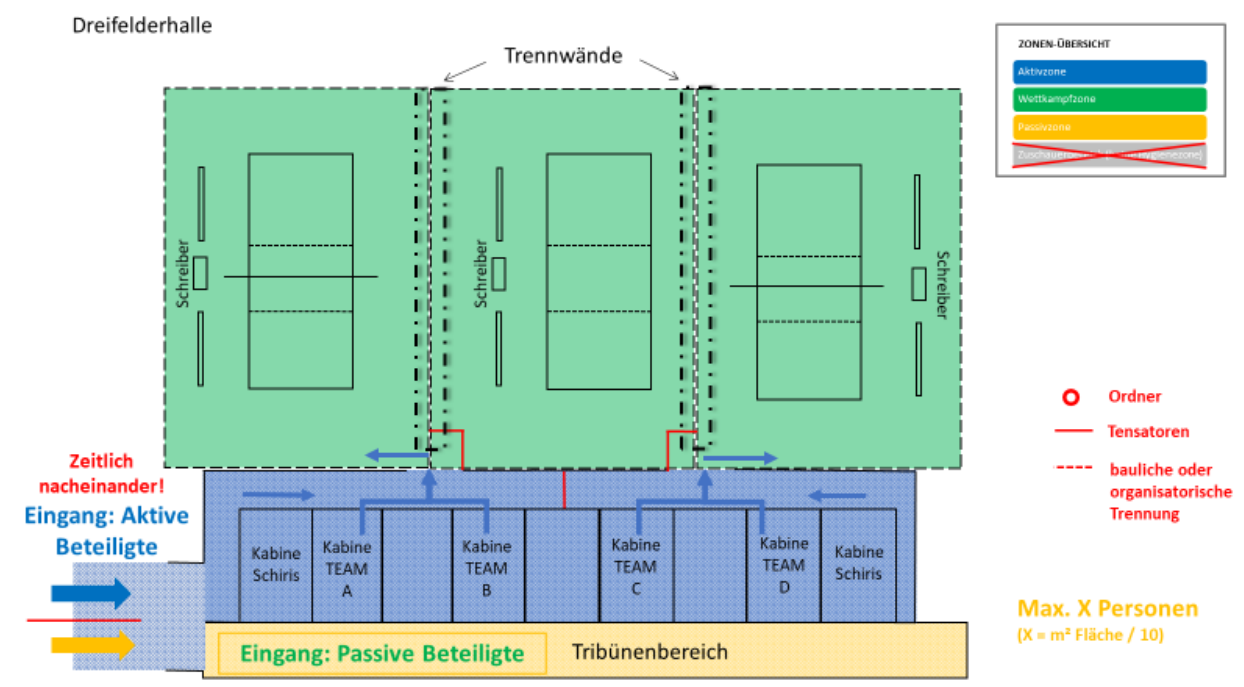 Dreifelderhalle
Trennwände
ZONEN-ÜBERSICHT
Aktivzone
Wettkampfzone
Passivzone
Schreiber
Schreiber
Schreiber
Zeitlich
nacheinander!
Eingang: Aktive
Beteiligte
Kabine
Schiris
Kabine
TEAM
A
Kabine
TEAM
B
Kabine
TEAM
C
Kabine
TEAM
D
Kabine
Schiris
Eingang: Passive Beteiligte
Tribünenbereich
Ordner
Tensatoren
bauliche oder
organisatorische
Trennung
Max. X Personen
(X = m² Fläche / 10)